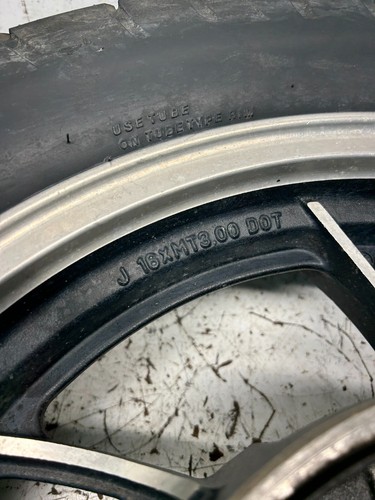 USE TUBE
ON TUBETYPE RIM
J 16XMT3.00 DOT